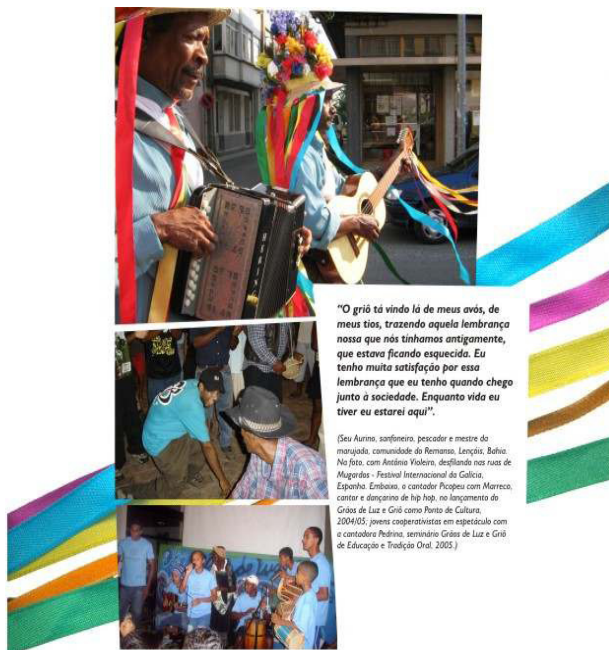 "O griô tá vindo lá de meus avós, de
meus tios, trazendo aquela lembrança
nossa que nós tínhamos antigamente,
que estava ficando esquecida. Eu
tenho muita satisfação por essa
lembrança que eu tenho quando chego
junto à sociedade. Enquanto vida eu
tiver eu estarei aqui".
(Seu Aurino, sanfoneiro, pescador e mestre da
marujada, comunidade do Remanso, Lençóis, Bahia.
Na foto, com Antônio Violeiro, desfilando nas ruas de
Mugardos - Festival Internacional da Galícia,
Espanha. Embaixo, o cantador Picopeu com Marreco,
cantor e dançarino de hip hop, no lançamento do
Grãos de Luz e Griô como Ponto de Cultura,
2004/05; jovens cooperativistas em espetáculo com
a cantadora Pedrina, seminário Grãos de Luz e Griô
de Educação e Tradição Oral, 2005.)